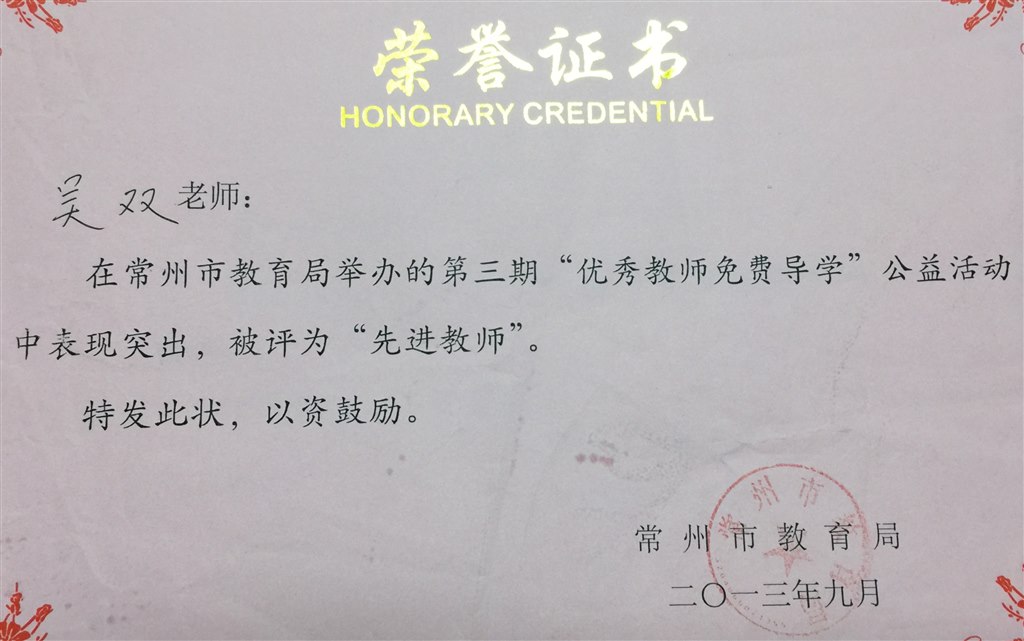 荣誉证书
HONORARY CREDENTIAL
吴双老师：
在常州市教育局举办的第三期“优秀教师免费导学”公益活动
中表现突出，被评为“先进教师”。
特发此状，以资鼓励。
常州市教育局
二〇一三年九月